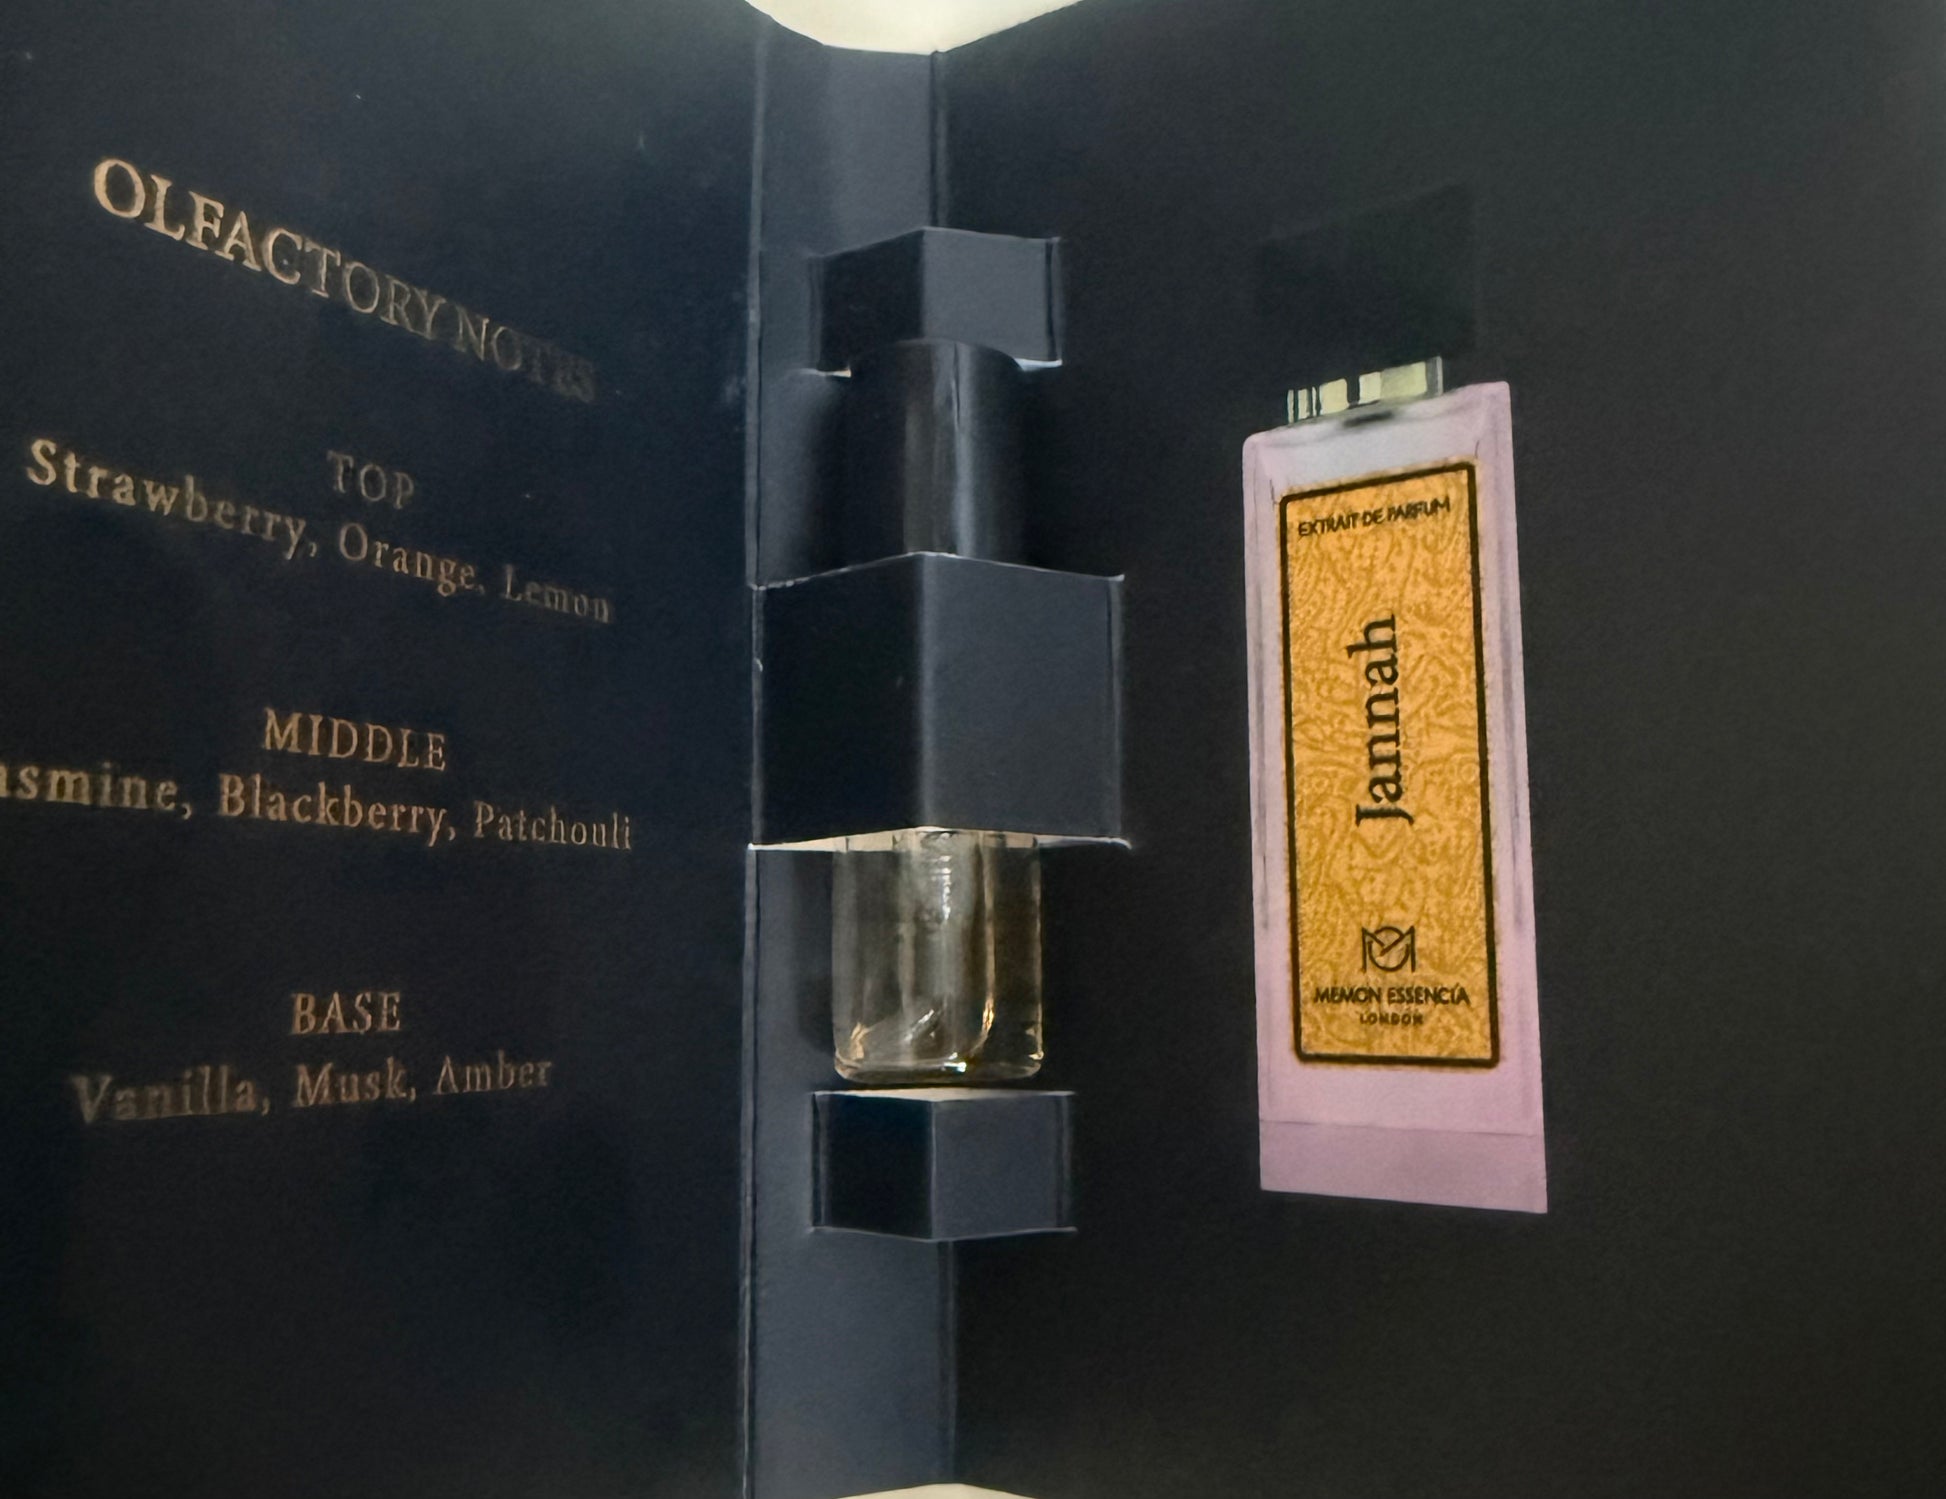 OLFACTORY NOTES
TOP
Strawberry, Orange, Lemon
MIDDLE
asmine, Blackberry, Patchouli
BASE
Vanilla, Musk, Amber
EXTRAIT DE PARFUM
Jannah
MEMON ESSENCIA
LONDON